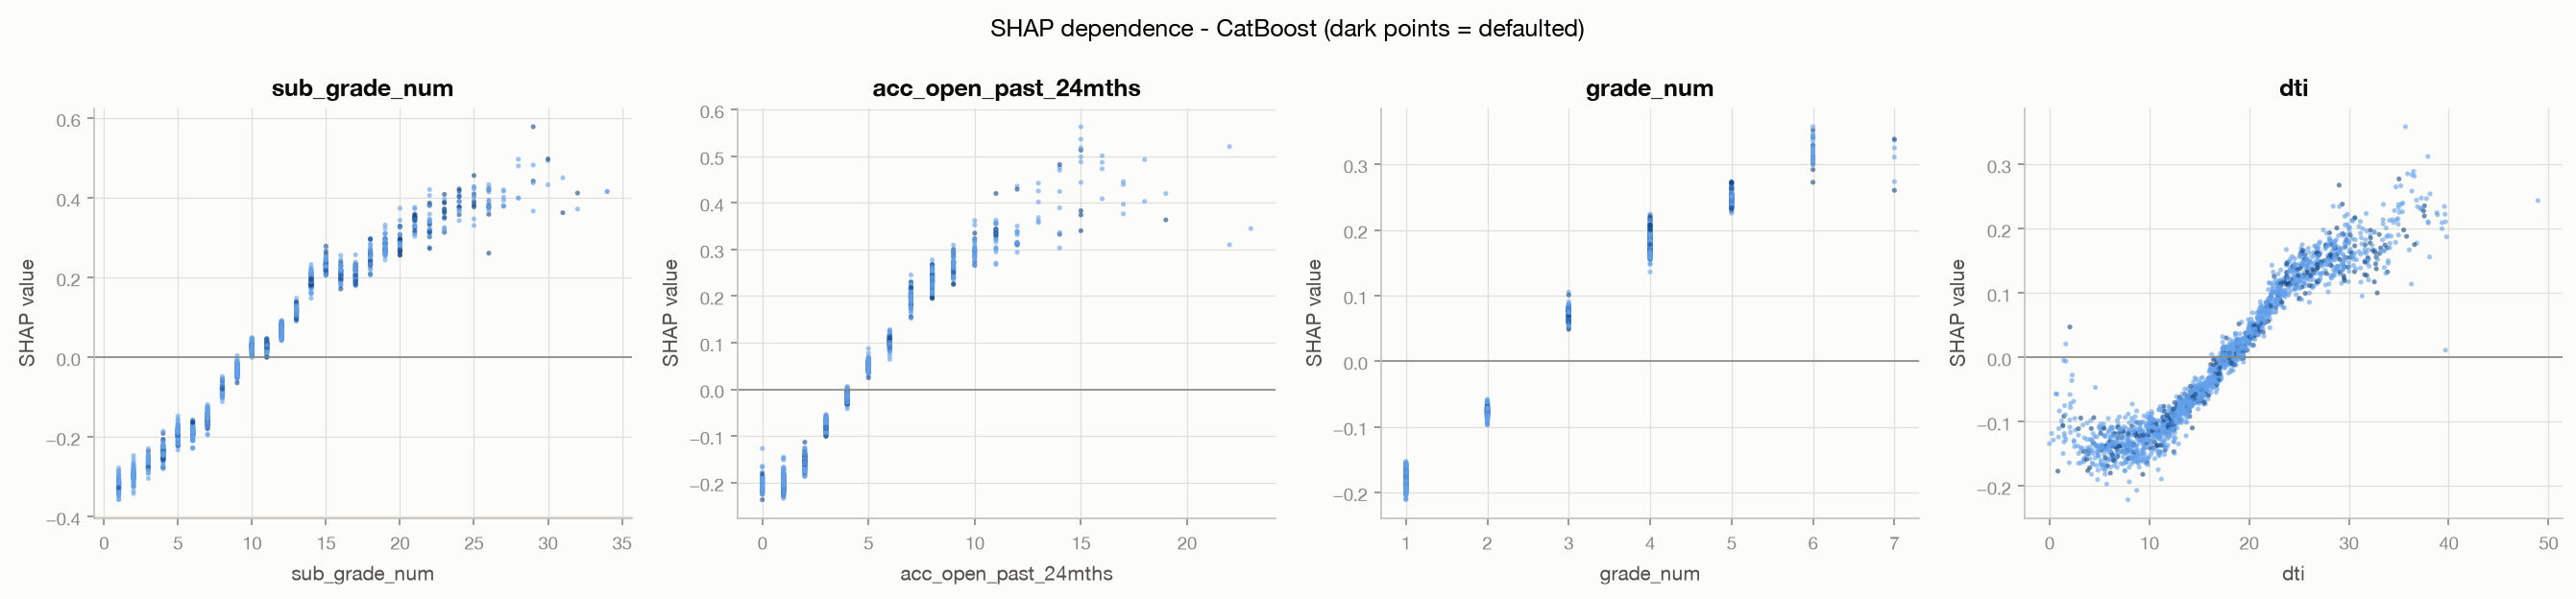 SHAP dependence - CatBoost (dark points = defaulted)
sub_grade_num
SHAP value
0.6
0.4
0.2
0.0
−0.2
−0.4
0 5 10 15 20 25 30 35
sub_grade_num
acc_open_past_24mths
SHAP value
0.6
0.5
0.4
0.3
0.2
0.1
0.0
−0.1
−0.2
0 5 10 15 20
acc_open_past_24mths
grade_num
SHAP value
0.3
0.2
0.1
0.0
−0.1
−0.2
1 2 3 4 5 6 7
grade_num
dti
SHAP value
0.3
0.2
0.1
0.0
−0.1
−0.2
0 10 20 30 40 50
dti